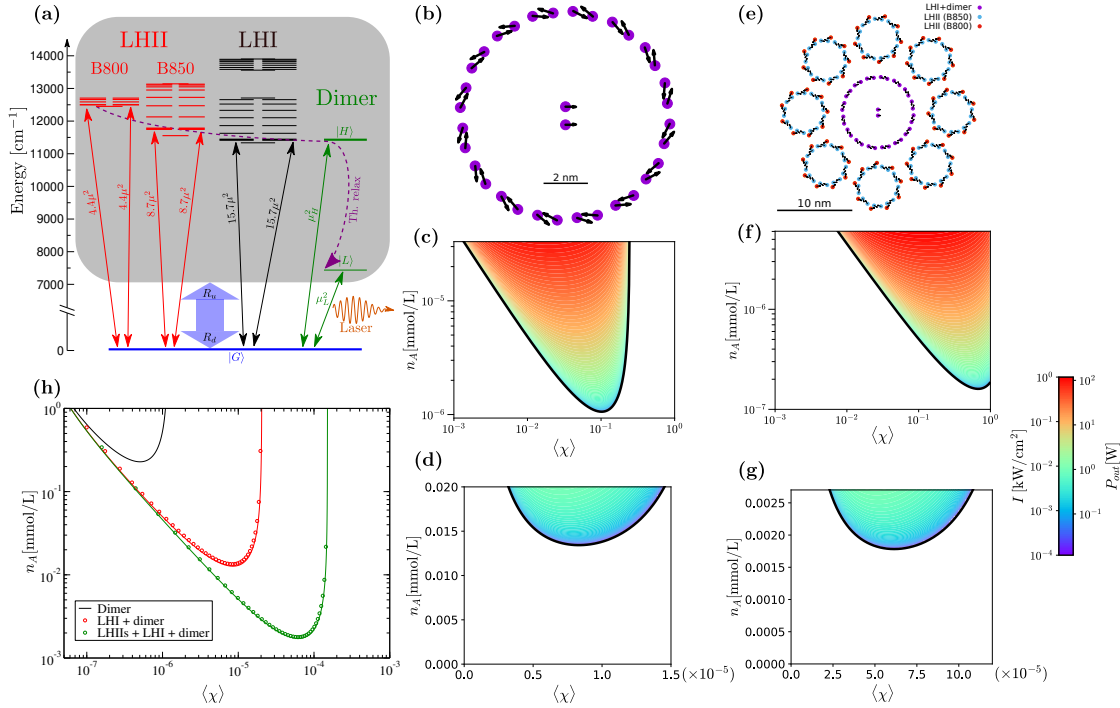 (a)
LHII
LHI
B800
B850
Dimer
Energy [cm⁻¹]
14000
13000
12000
11000
10000
9000
8000
7000
0
|H⟩
|L⟩
|G⟩
4.4μ²
4.4μ²
8.7μ²
8.7μ²
15.7μ²
15.7μ²
μ²_H
μ²_L
Th. relax
R_u
R_d
Laser
(b)
2 nm
(e)
LHI+dimer
LHII (B850)
LHII (B800)
10 nm
(c)
n_A[mmol/L]
10⁻⁵
10⁻⁶
10⁻³ 10⁻² 10⁻¹ 10⁰
⟨χ⟩
(f)
n_A[mmol/L]
10⁻⁶
10⁻⁷
10⁻³ 10⁻² 10⁻¹ 10⁰
⟨χ⟩
(d)
n_A[mmol/L]
0.020
0.015
0.010
0.005
0.000
0.0 0.5 1.0 1.5 (×10⁻⁵)
⟨χ⟩
(g)
n_A[mmol/L]
0.0025
0.0020
0.0015
0.0010
0.0005
0.0000
0.0 2.5 5.0 7.5 10.0 (×10⁻⁵)
⟨χ⟩
I [kW/cm²]
10⁰
10⁻¹
10⁻²
10⁻³
10⁻⁴
P_out[W]
10²
10¹
10⁰
10⁻¹
(h)
n_A[mmol/L]
10⁰
10⁻¹
10⁻²
10⁻³
Dimer
LHI + dimer
LHIIs + LHI + dimer
10⁻⁷ 10⁻⁶ 10⁻⁵ 10⁻⁴ 10⁻³
⟨χ⟩